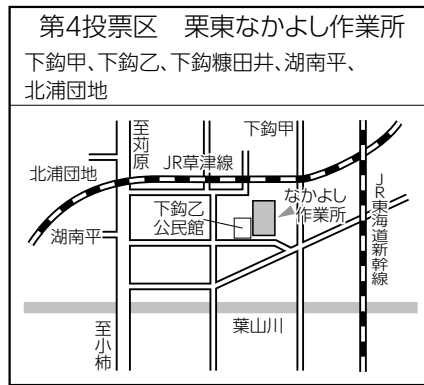 第4投票区　栗東なかよし作業所
下鈎甲、下鈎乙、下鈎糠田井、湖南平、
北浦団地
至苅原
下鈎甲
北浦団地
JR草津線
なかよし
作業所
下鈎乙
公民館
湖南平
JR東海道新幹線
葉山川
至小柿